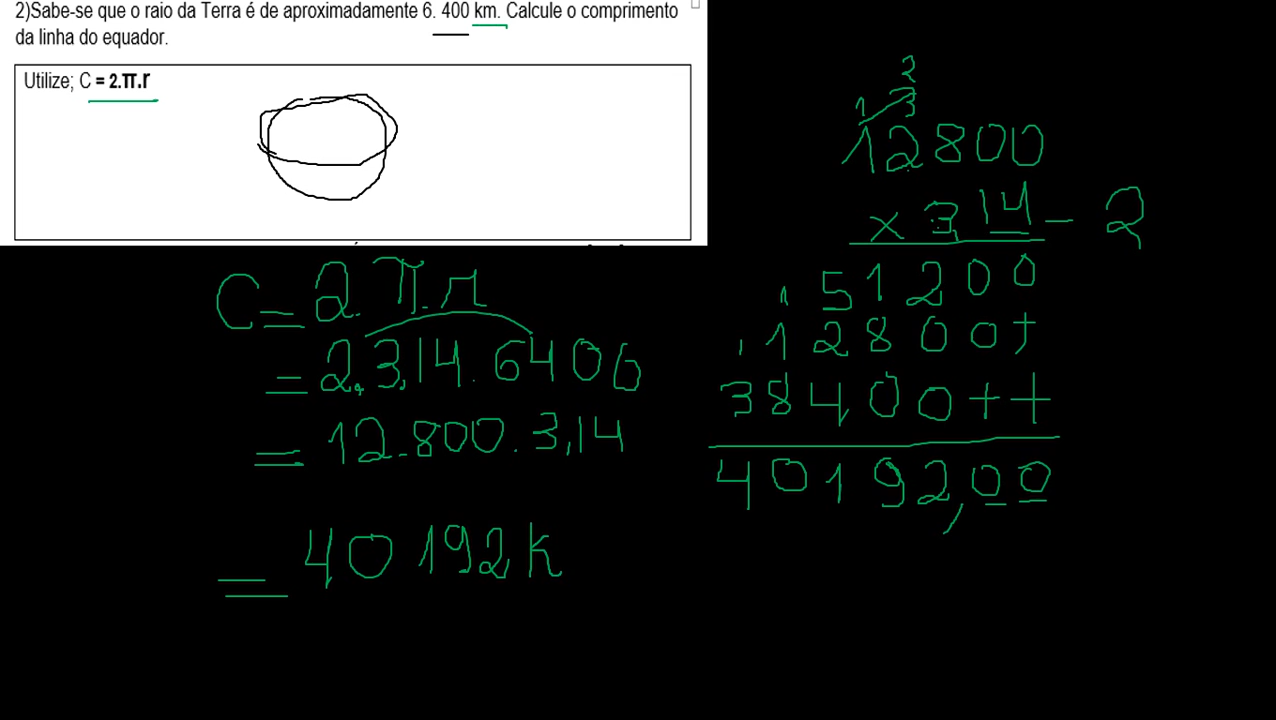 2)Sabe-se que o raio da Terra é de aproximadamente 6. 400 km. Calcule o comprimento
da linha do equador.
Utilize; C = 2.π.r
C = 2.π.r
= 2.3,14.6400
= 12.800.3,14
= 40192k
2
1 3
12800
x 3,14 - 2
1 51200
12800+
38400++
40192,00